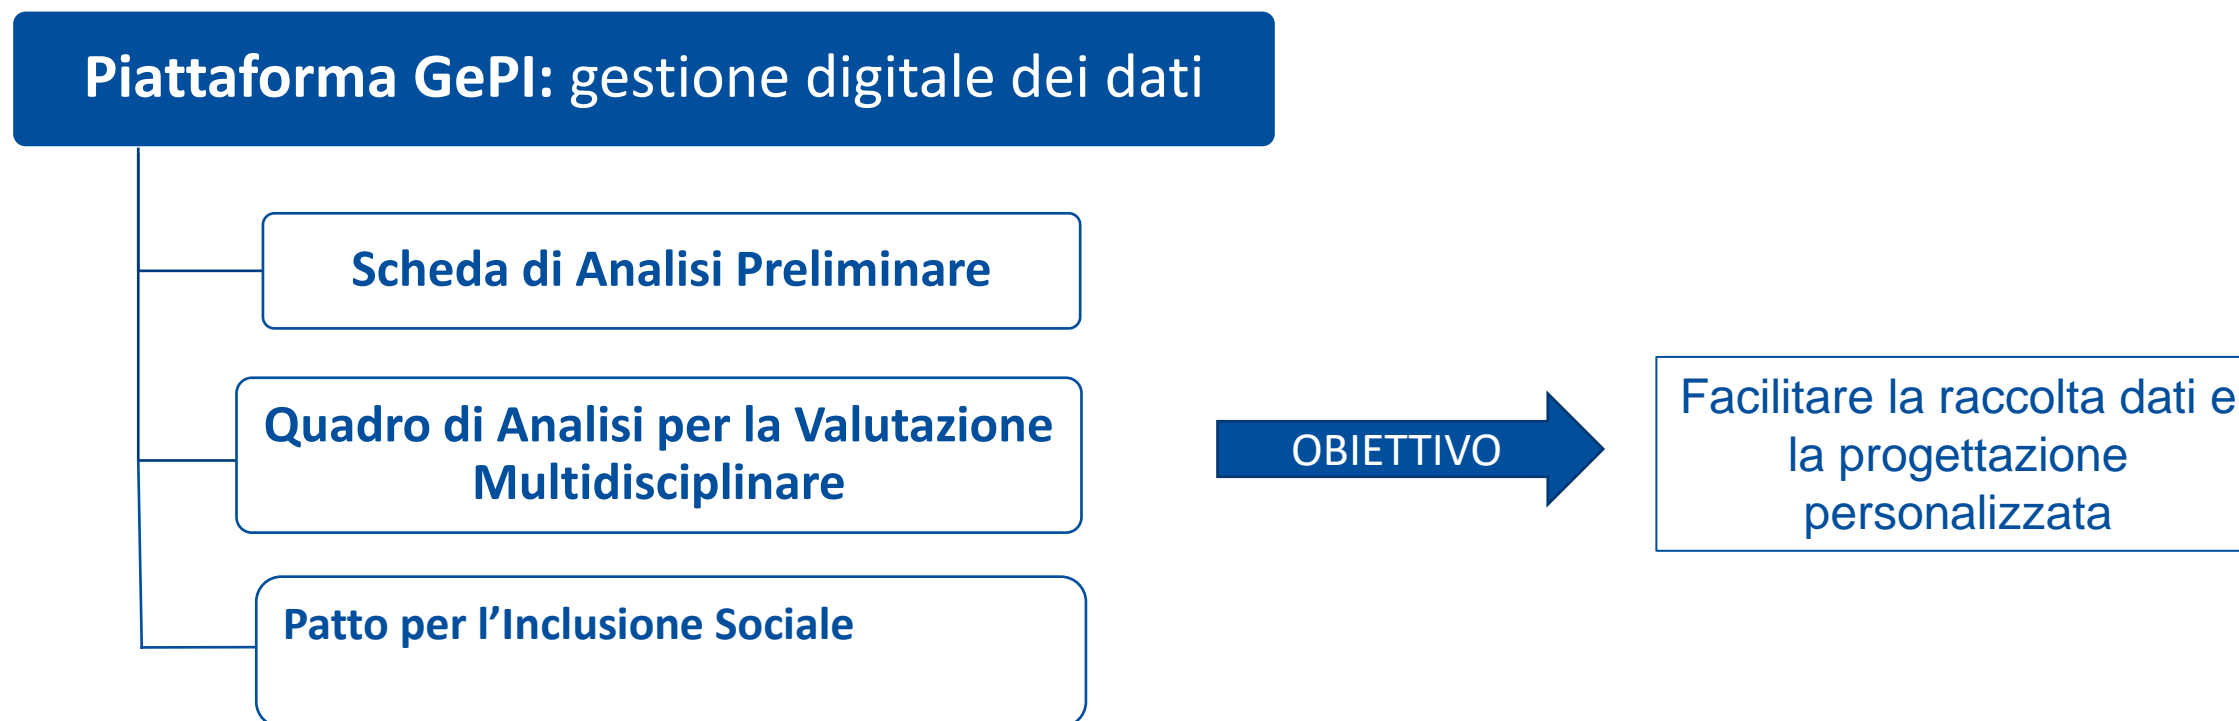 Piattaforma GePI: gestione digitale dei dati
Scheda di Analisi Preliminare
Quadro di Analisi per la Valutazione
Multidisciplinare
Patto per l’Inclusione Sociale
OBIETTIVO
Facilitare la raccolta dati e
la progettazione
personalizzata